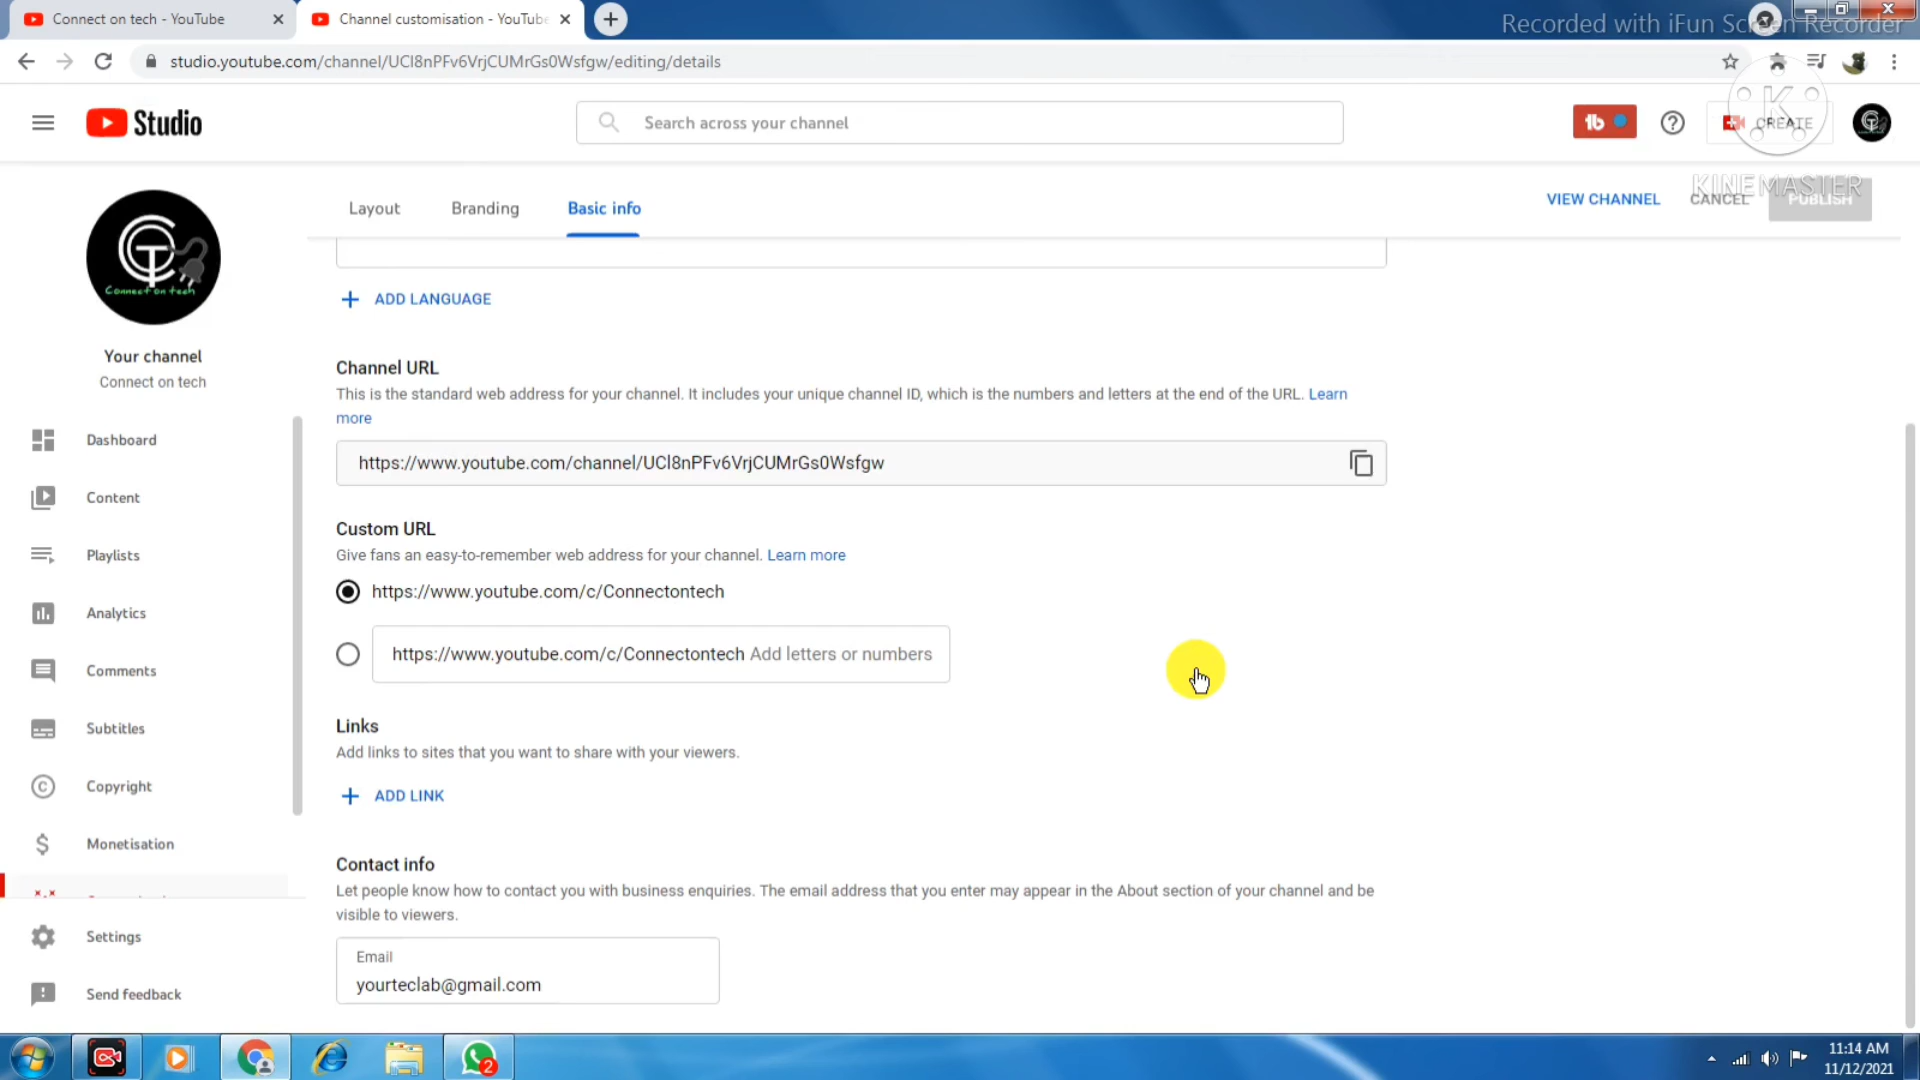 Connect on tech - YouTube
Channel customisation - YouTube
Recorded with iFun Screen Recorder
studio.youtube.com/channel/UCl8nPFv6VrjCUMrGs0Wsfgw/editing/details
Studio
Search across your channel
CREATE
KINEMASTER
Layout
Branding
Basic info
VIEW CHANNEL
CANCEL
PUBLISH
Connect on tech
ADD LANGUAGE
Your channel
Connect on tech
Channel URL
This is the standard web address for your channel. It includes your unique channel ID, which is the numbers and letters at the end of the URL. Learn
more
https://www.youtube.com/channel/UCl8nPFv6VrjCUMrGs0Wsfgw
Custom URL
Give fans an easy-to-remember web address for your channel. Learn more
https://www.youtube.com/c/Connectontech
https://www.youtube.com/c/Connectontech Add letters or numbers
Links
Add links to sites that you want to share with your viewers.
ADD LINK
Contact info
Let people know how to contact you with business enquiries. The email address that you enter may appear in the About section of your channel and be
visible to viewers.
Email
yourteclab@gmail.com
Dashboard
Content
Playlists
Analytics
Comments
Subtitles
Copyright
Monetisation
Settings
Send feedback
2
11:14 AM
11/12/2021